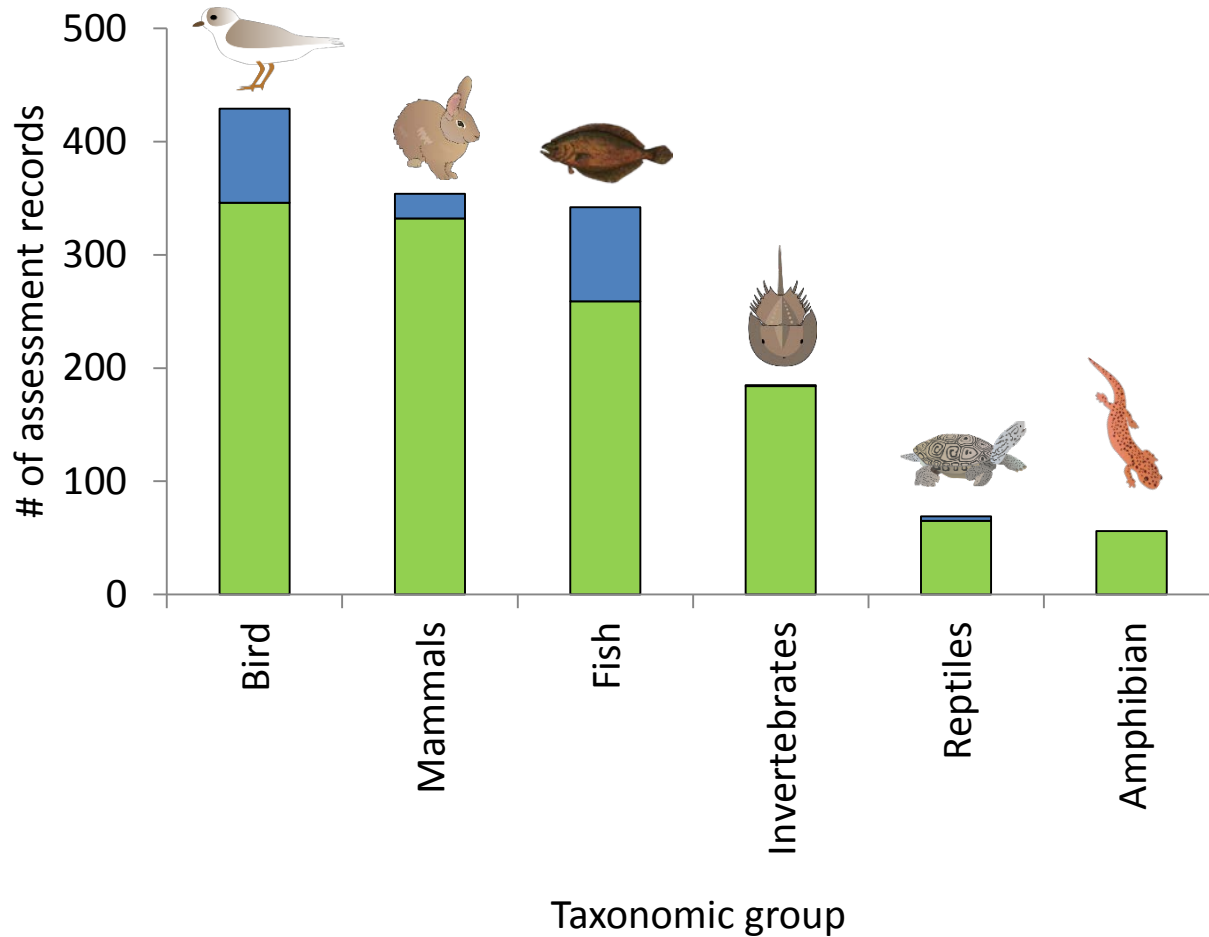 500
400
300
200
100
0
# of assessment records
Bird
Mammals
Fish
Invertebrates
Reptiles
Amphibian
Taxonomic group